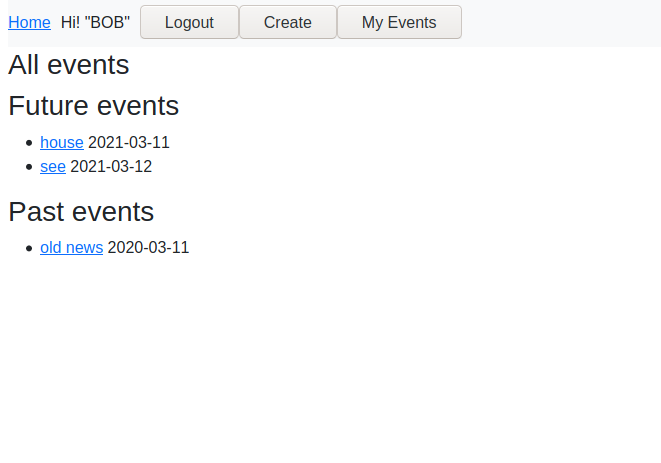 Home Hi! "BOB" Logout Create My Events
All events
Future events
house 2021-03-11
see 2021-03-12
Past events
old news 2020-03-11